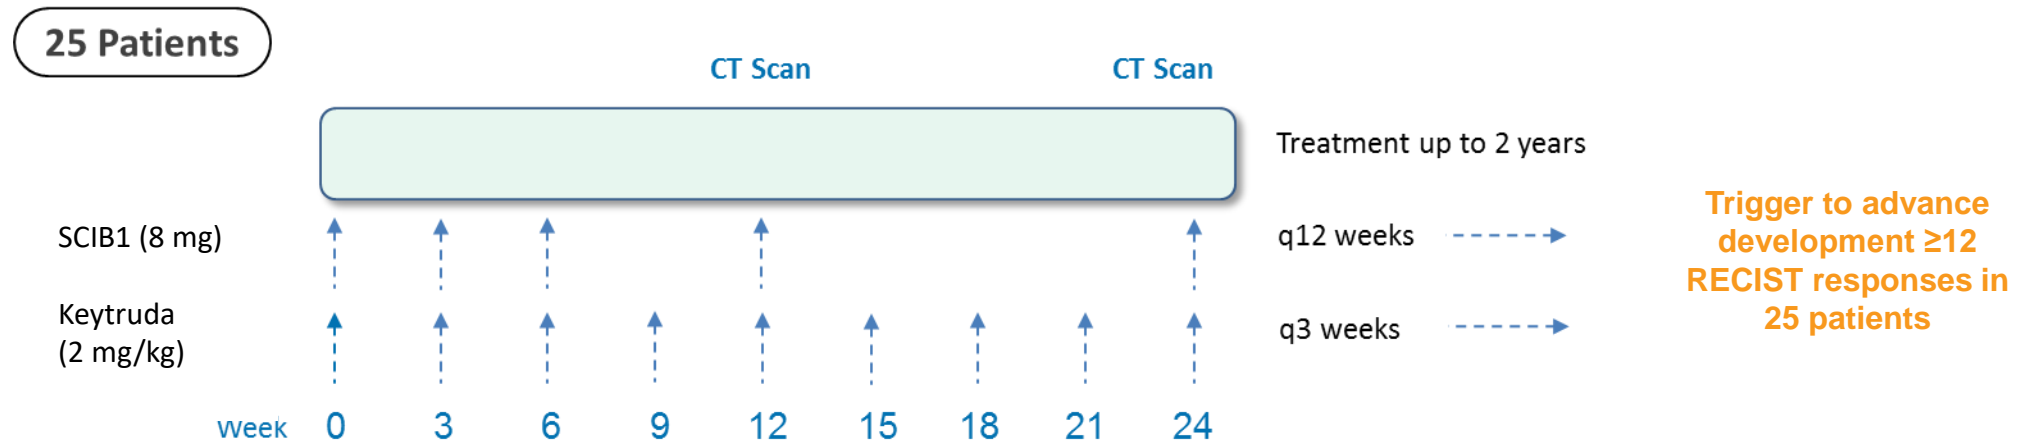 25 Patients
CT Scan CT Scan
Treatment up to 2 years
SCIB1 (8 mg)
q12 weeks
Keytruda
(2 mg/kg)
q3 weeks
Trigger to advance
development ≥12
RECIST responses in
25 patients
Week 0 3 6 9 12 15 18 21 24